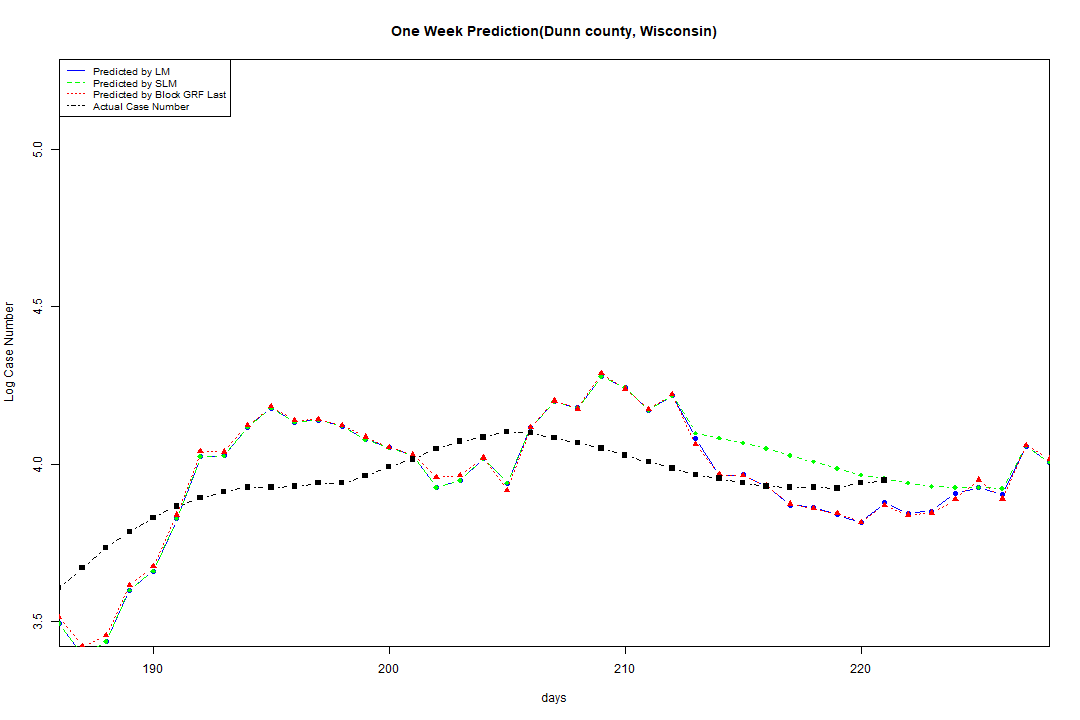 One Week Prediction(Dunn county, Wisconsin)
Predicted by LM
Predicted by SLM
Predicted by Block GRF Last
Actual Case Number
Log Case Number
5.0
4.5
4.0
3.5
190 200 210 220
days